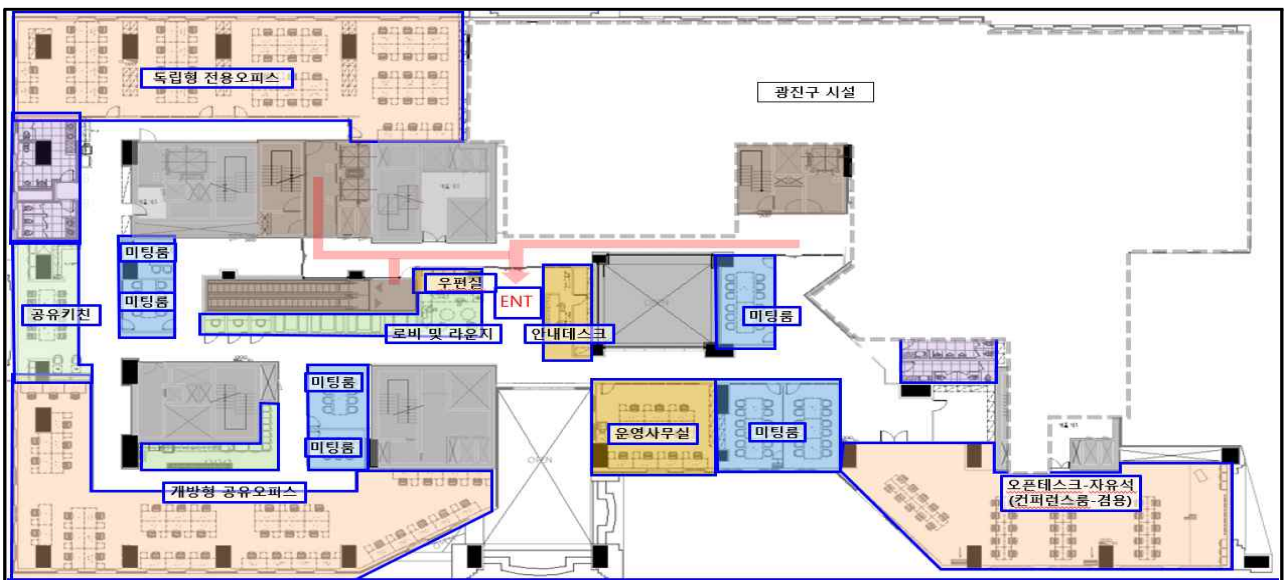 독립형 전용오피스
광진구 시설
미팅룸
우편실
미팅룸
ENT
공유키친
미팅룸
로비 및 라운지
안내데스크
OPEN
미팅룸
미팅룸
운영사무실
미팅룸
OPEN
개방형 공유오피스
오픈테스크-자유석
(컨퍼런스룸-겸용)